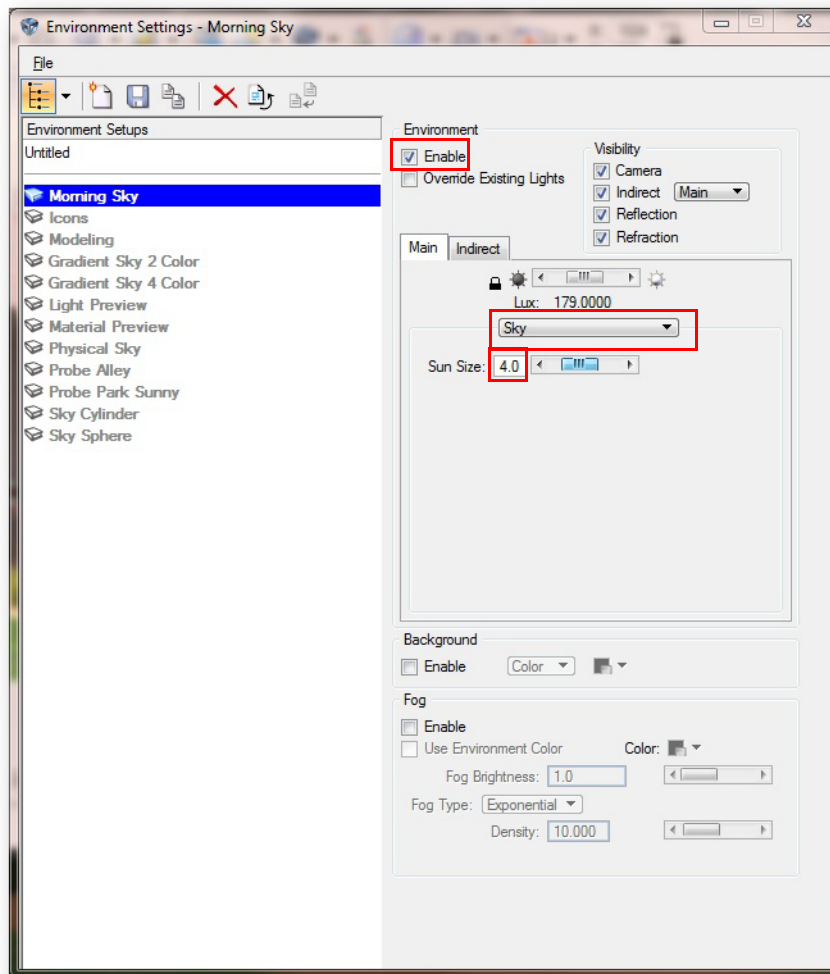 Environment Settings - Morning Sky
File
Environment Setups
Untitled
Morning Sky
Icons
Modeling
Gradient Sky 2 Color
Gradient Sky 4 Color
Light Preview
Material Preview
Physical Sky
Probe Alley
Probe Park Sunny
Sky Cylinder
Sky Sphere
Environment
Enable
Override Existing Lights
Visibility
Camera
Indirect Main
Reflection
Refraction
Main Indirect
Lux: 179.0000
Sky
Sun Size: 4.0
Background
Enable Color
Fog
Enable
Use Environment Color Color:
Fog Brightness: 1.0
Fog Type: Exponential
Density: 10.000